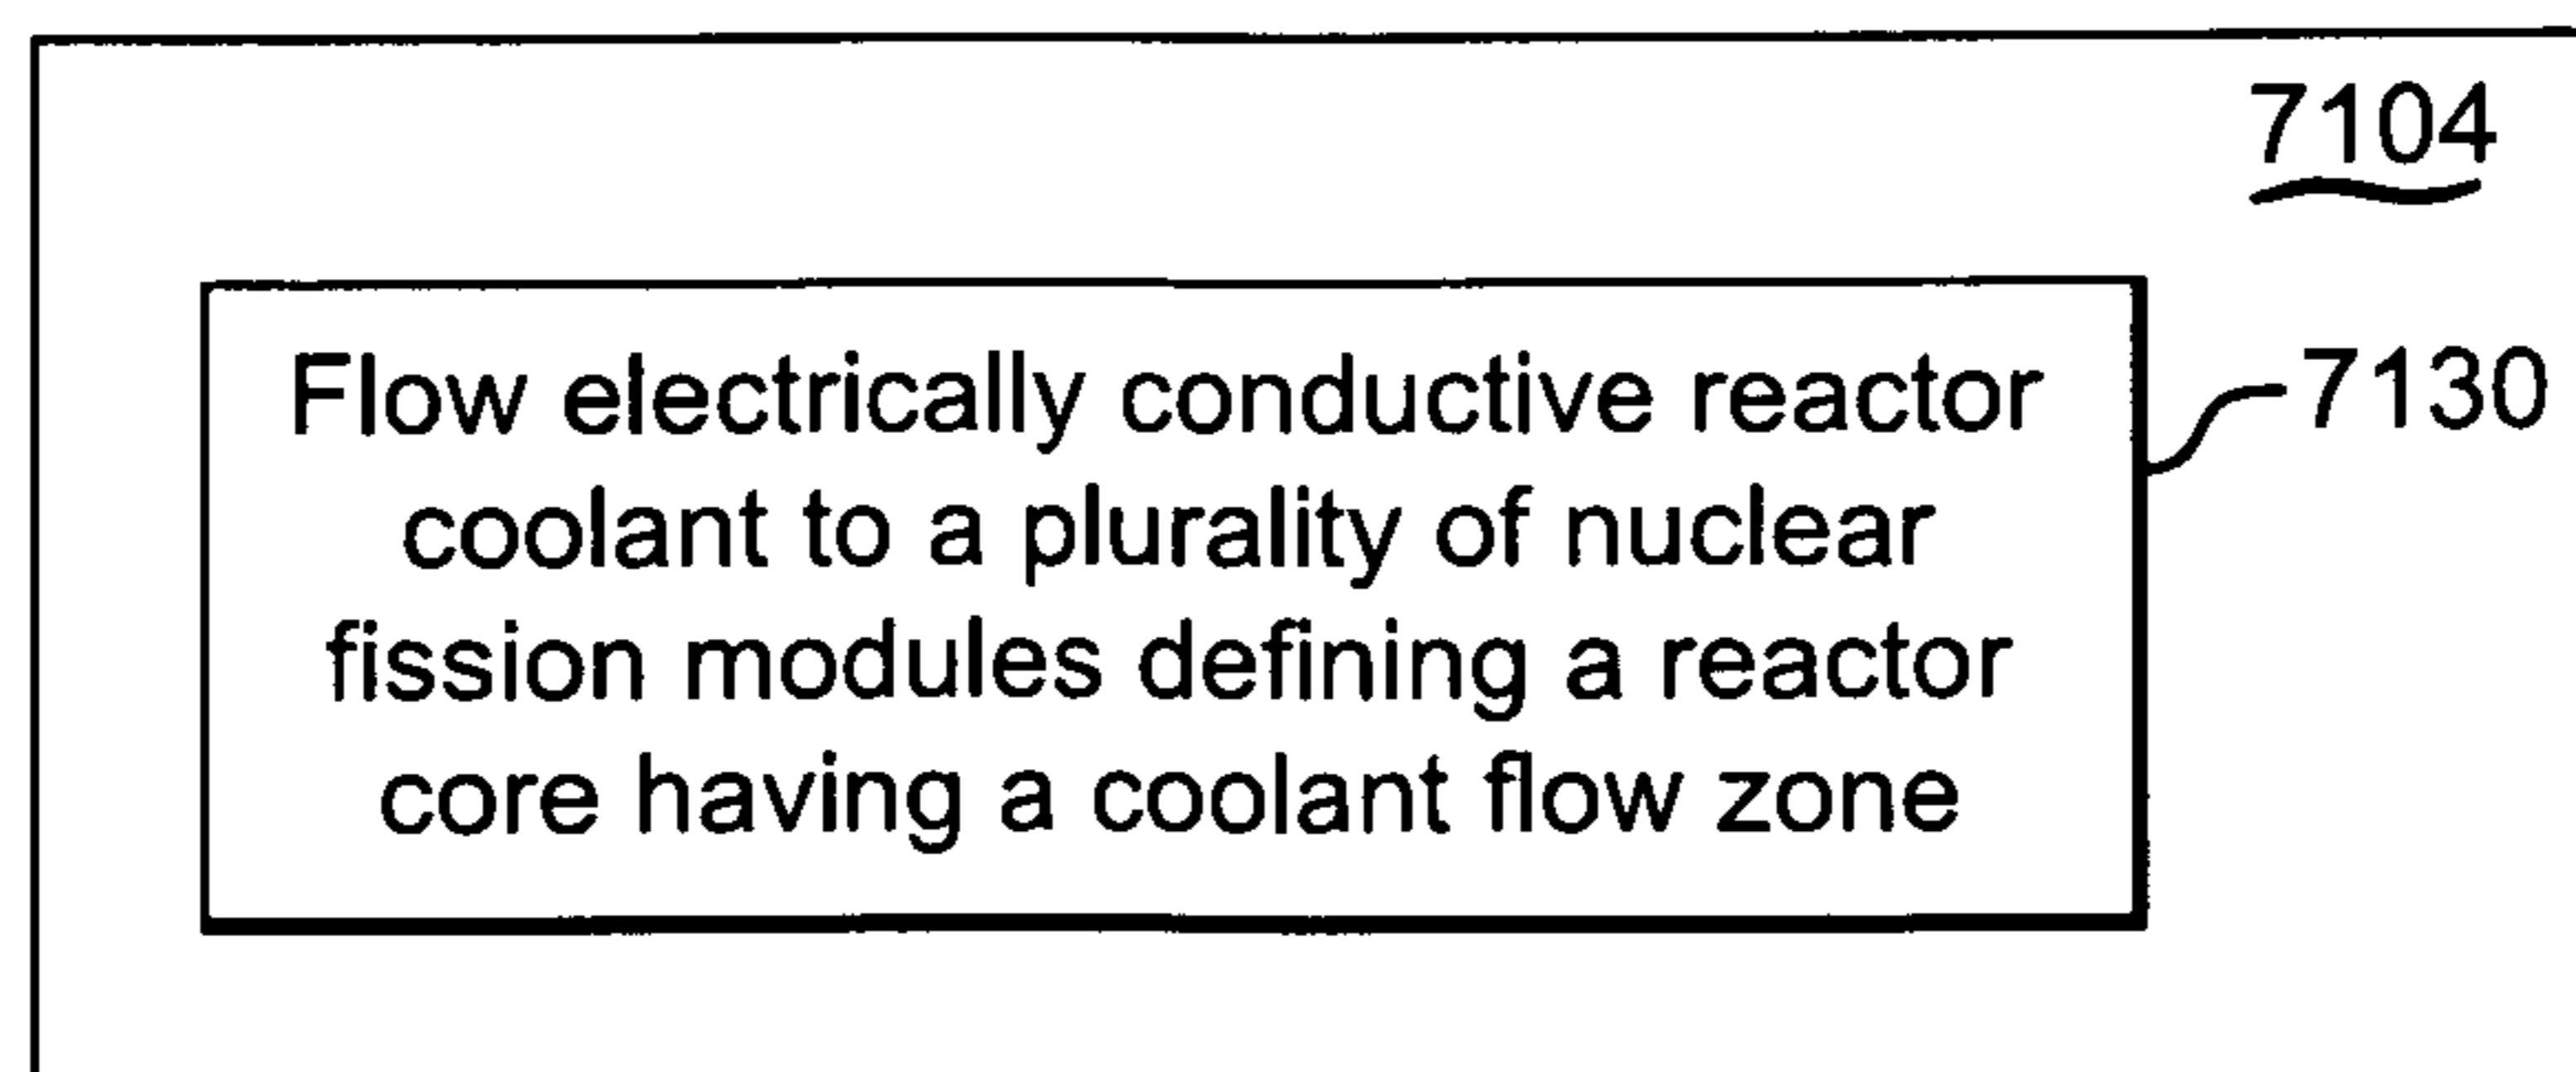 7104
Flow electrically conductive reactor
coolant to a plurality of nuclear
fission modules defining a reactor
core having a coolant flow zone
7130